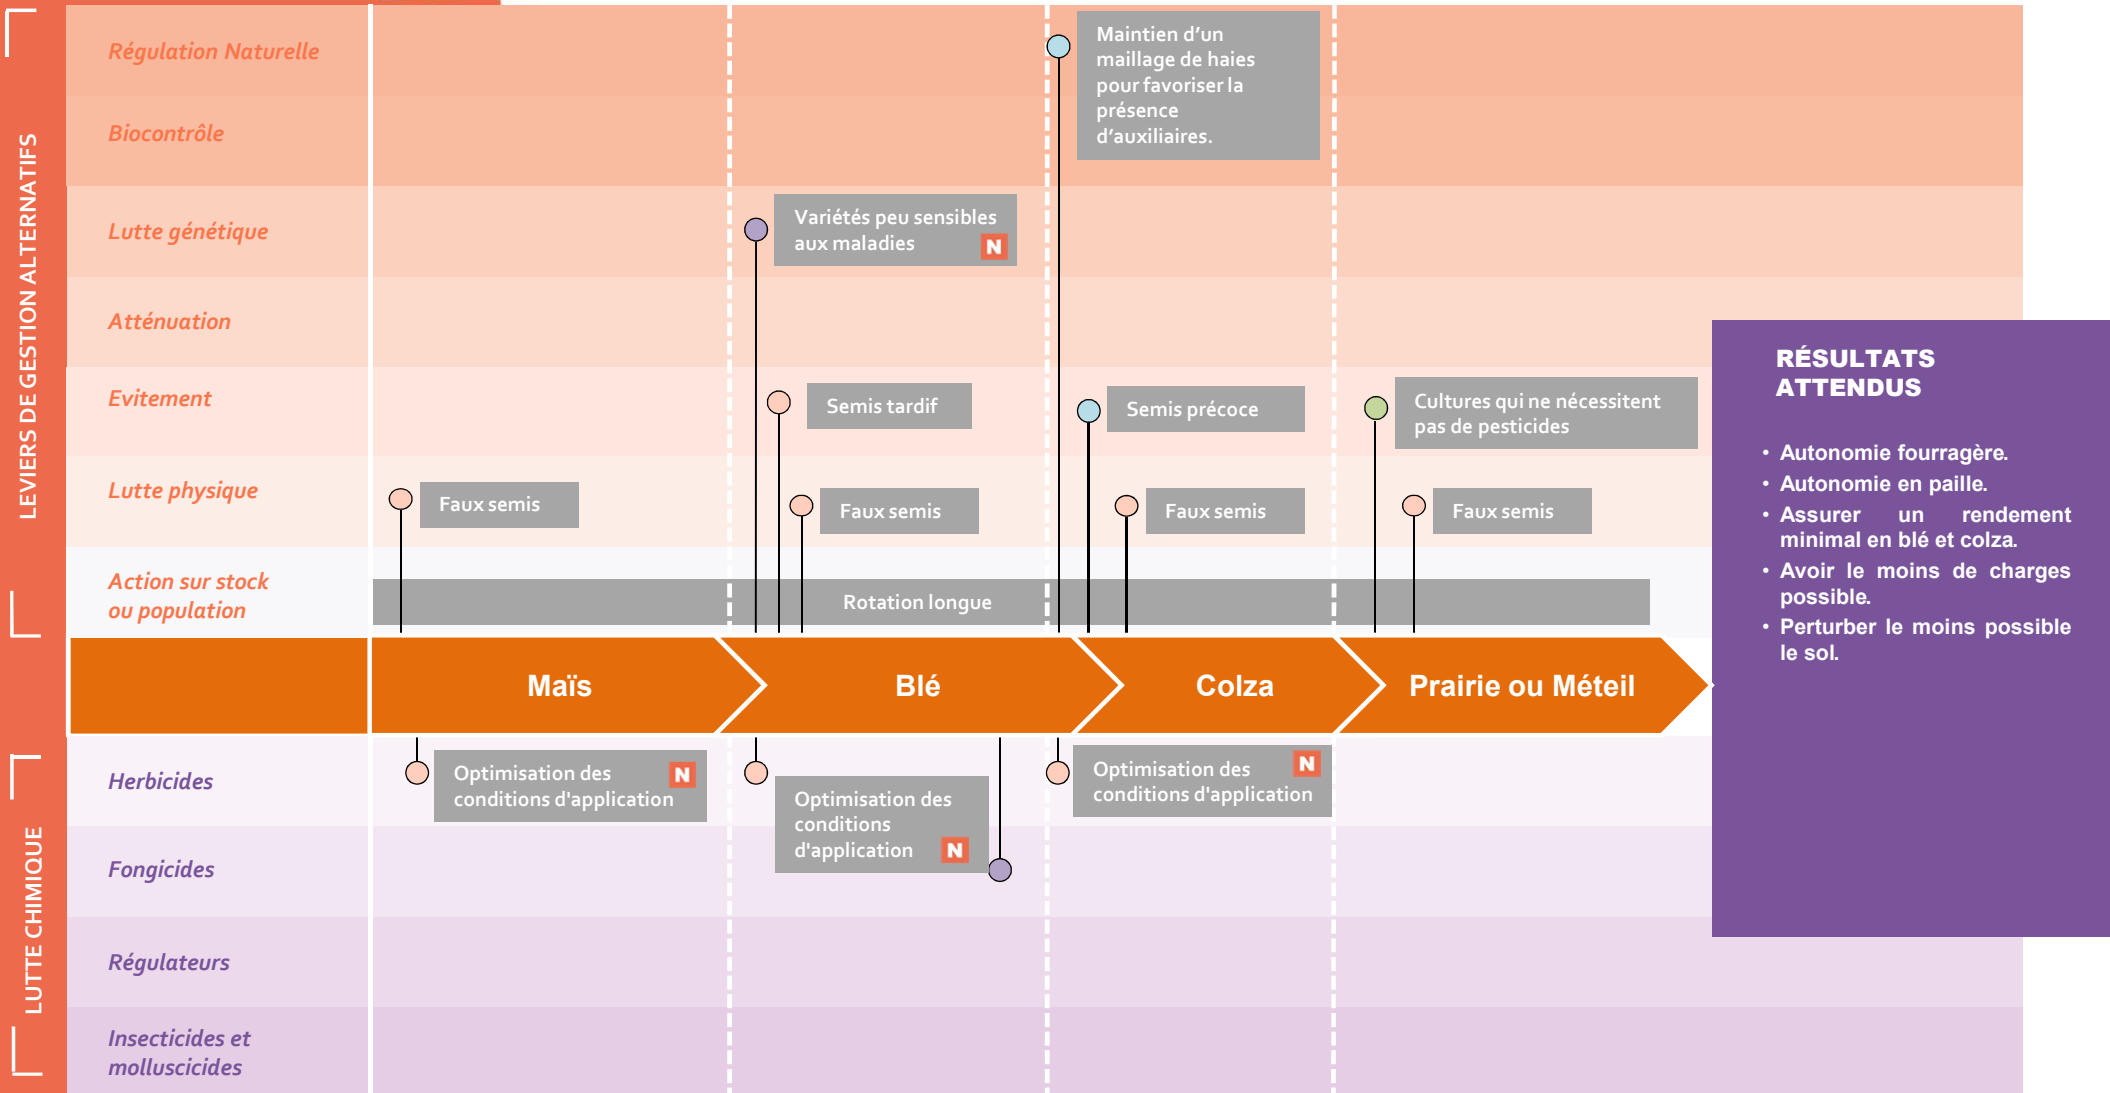 LEVIERS DE GESTION ALTERNATIFS
Régulation Naturelle
Maintien d’un
maillage de haies
pour favoriser la
présence
d’auxiliaires.
Biocontrôle
Lutte génétique
Variétés peu sensibles
aux maladies
N
Atténuation
Evitement
Semis tardif
Semis précoce
Cultures qui ne nécessitent
pas de pesticides
Lutte physique
Faux semis
Faux semis
Faux semis
Faux semis
Action sur stock
ou population
Rotation longue
Maïs
Blé
Colza
Prairie ou Méteil
LUTTE CHIMIQUE
Herbicides
Optimisation des
conditions d'application
N
Optimisation des
conditions
d'application
N
Optimisation des
conditions d'application
N
Fongicides
Régulateurs
Insecticides et
molluscicides
RÉSULTATS
ATTENDUS
• Autonomie fourragère.
• Autonomie en paille.
• Assurer un rendement
minimal en blé et colza.
• Avoir le moins de charges
possible.
• Perturber le moins possible
le sol.